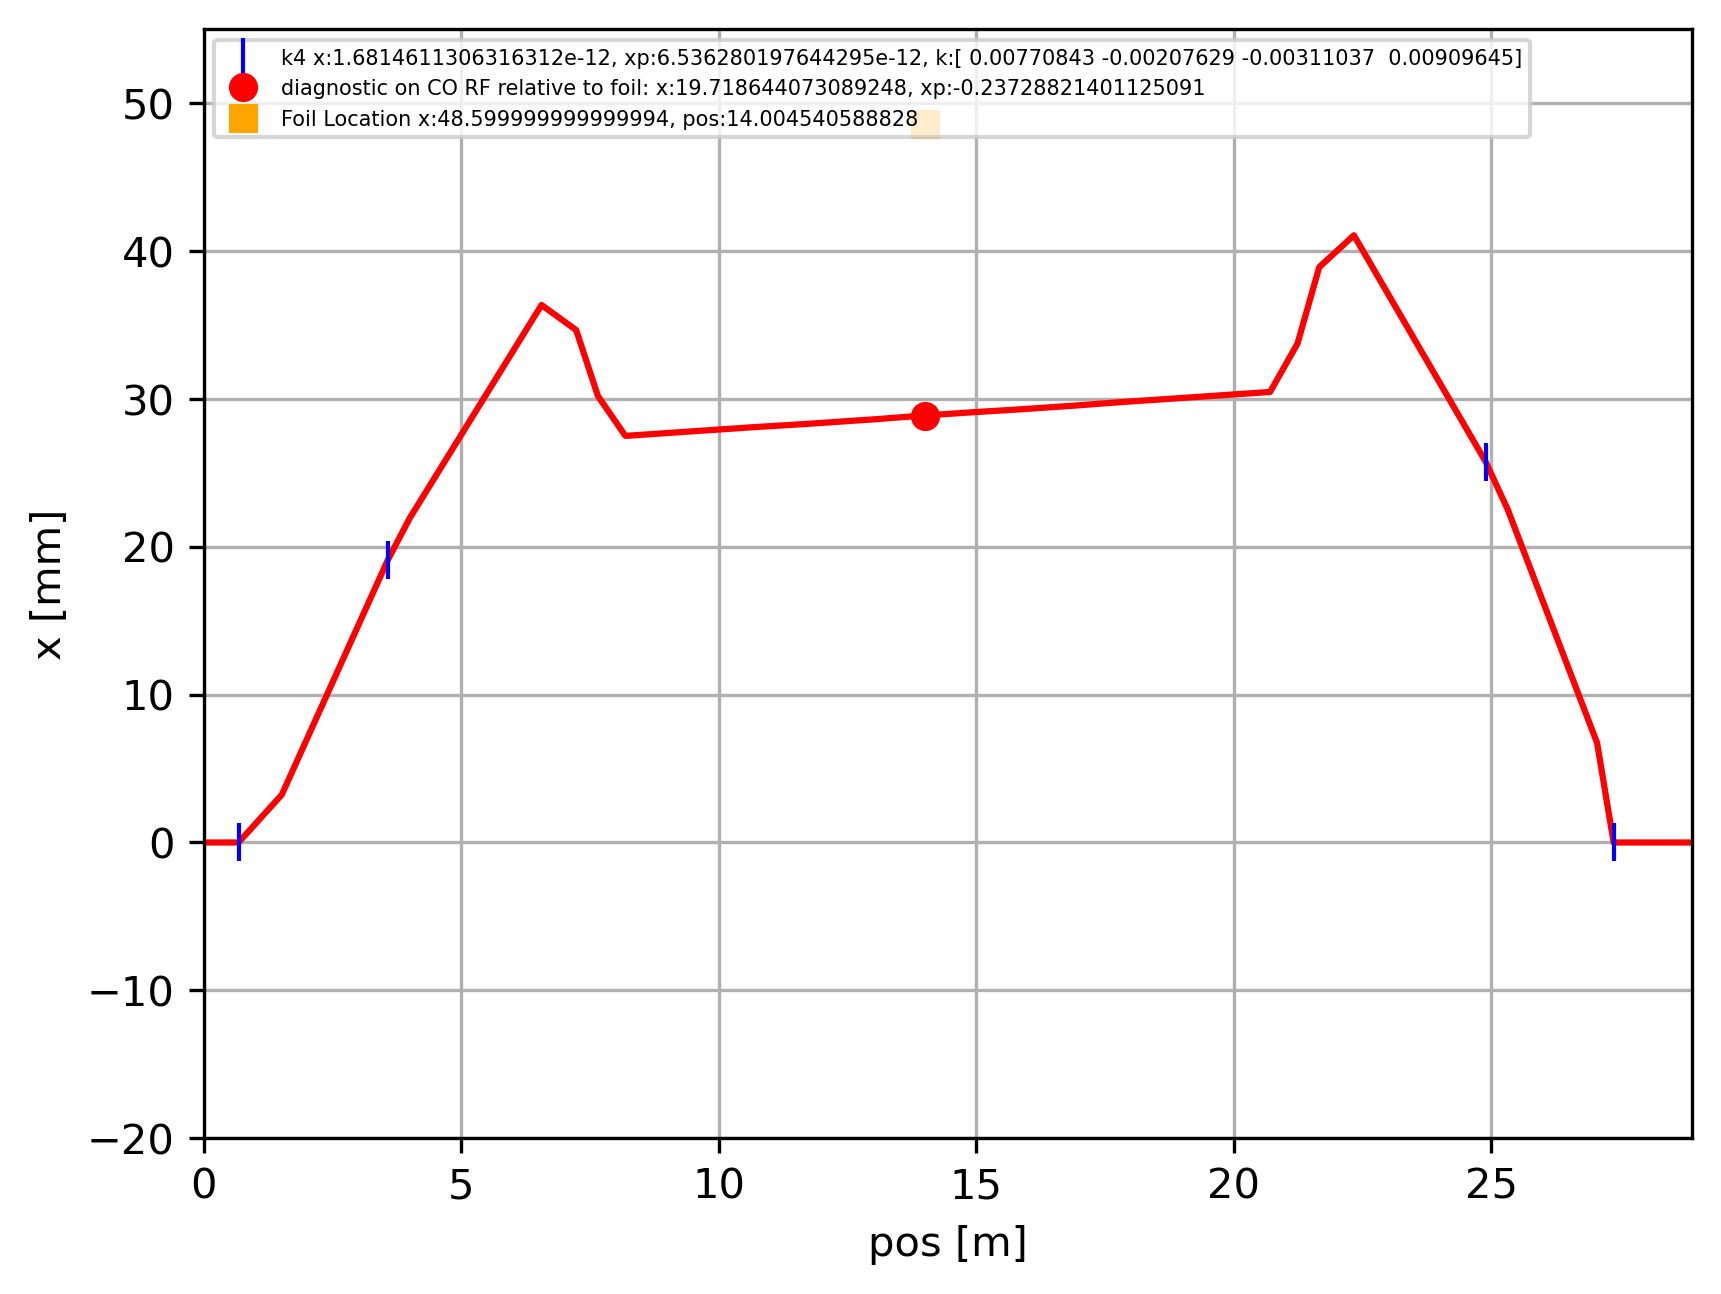 k4 x:1.6814611306316312e-12, xp:6.536280197644295e-12, k:[ 0.00770843 -0.00207629 -0.00311037  0.00909645]
diagnostic on CO RF relative to foil: x:19.718644073089248, xp:-0.23728821401125091
Foil Location x:48.599999999999994, pos:14.004540588828
50
40
30
20
10
0
−10
−20
x [mm]
0 5 10 15 20 25
pos [m]